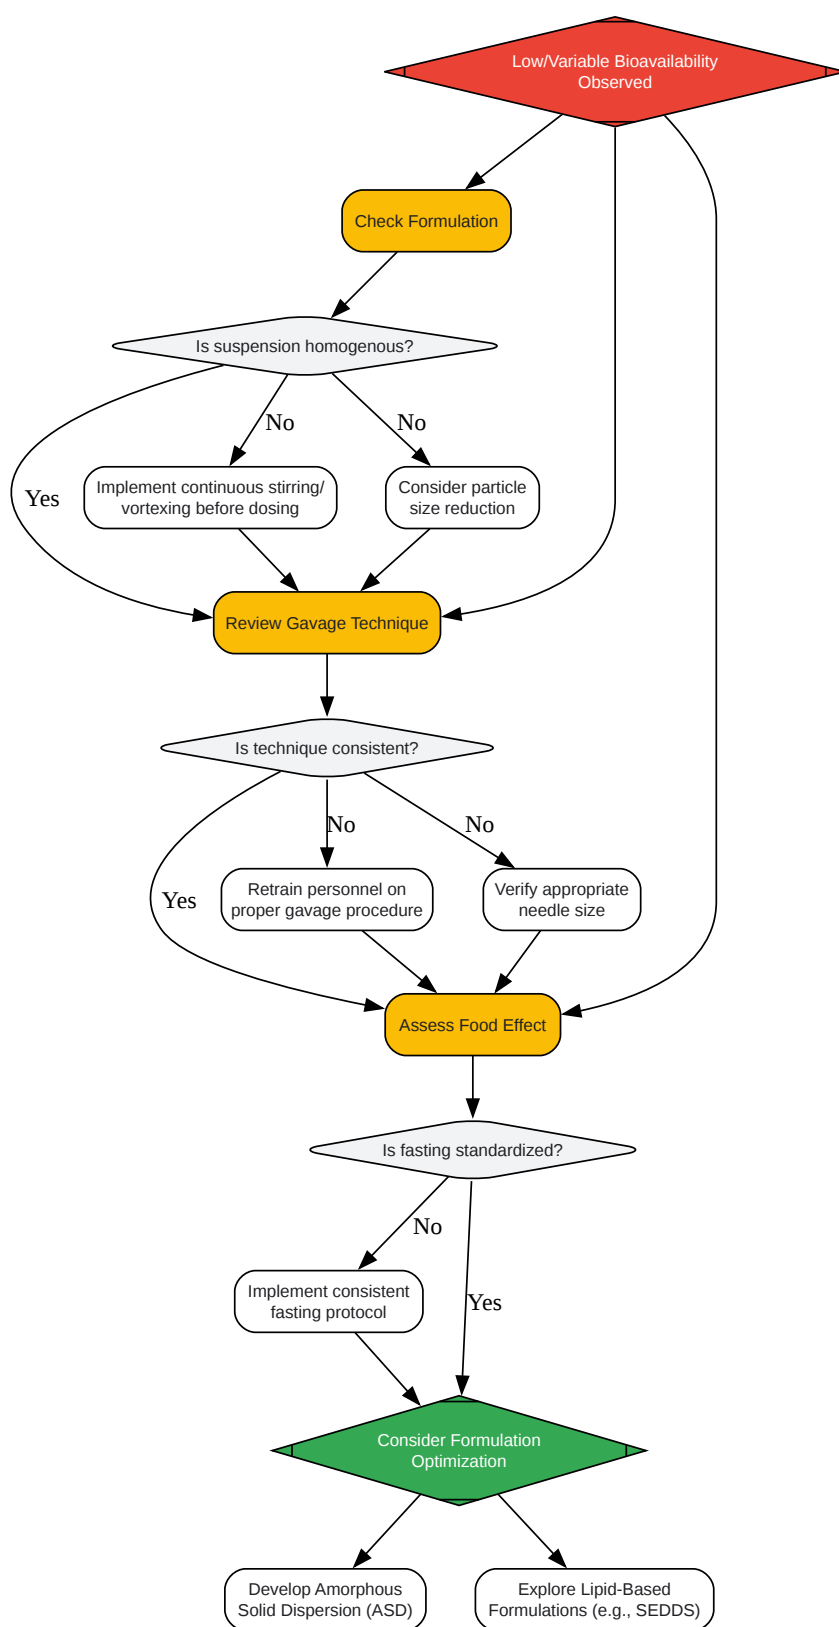 Low/Variable Bioavailability
Observed
Check Formulation
Is suspension homogenous?
No
No
Yes
Implement continuous stirring/
vortexing before dosing
Consider particle
size reduction
Review Gavage Technique
Is technique consistent?
No
No
Yes
Retrain personnel on
proper gavage procedure
Verify appropriate
needle size
Assess Food Effect
Is fasting standardized?
No
Implement consistent
fasting protocol
Yes
Consider Formulation
Optimization
Develop Amorphous
Solid Dispersion (ASD)
Explore Lipid-Based
Formulations (e.g., SEDDS)